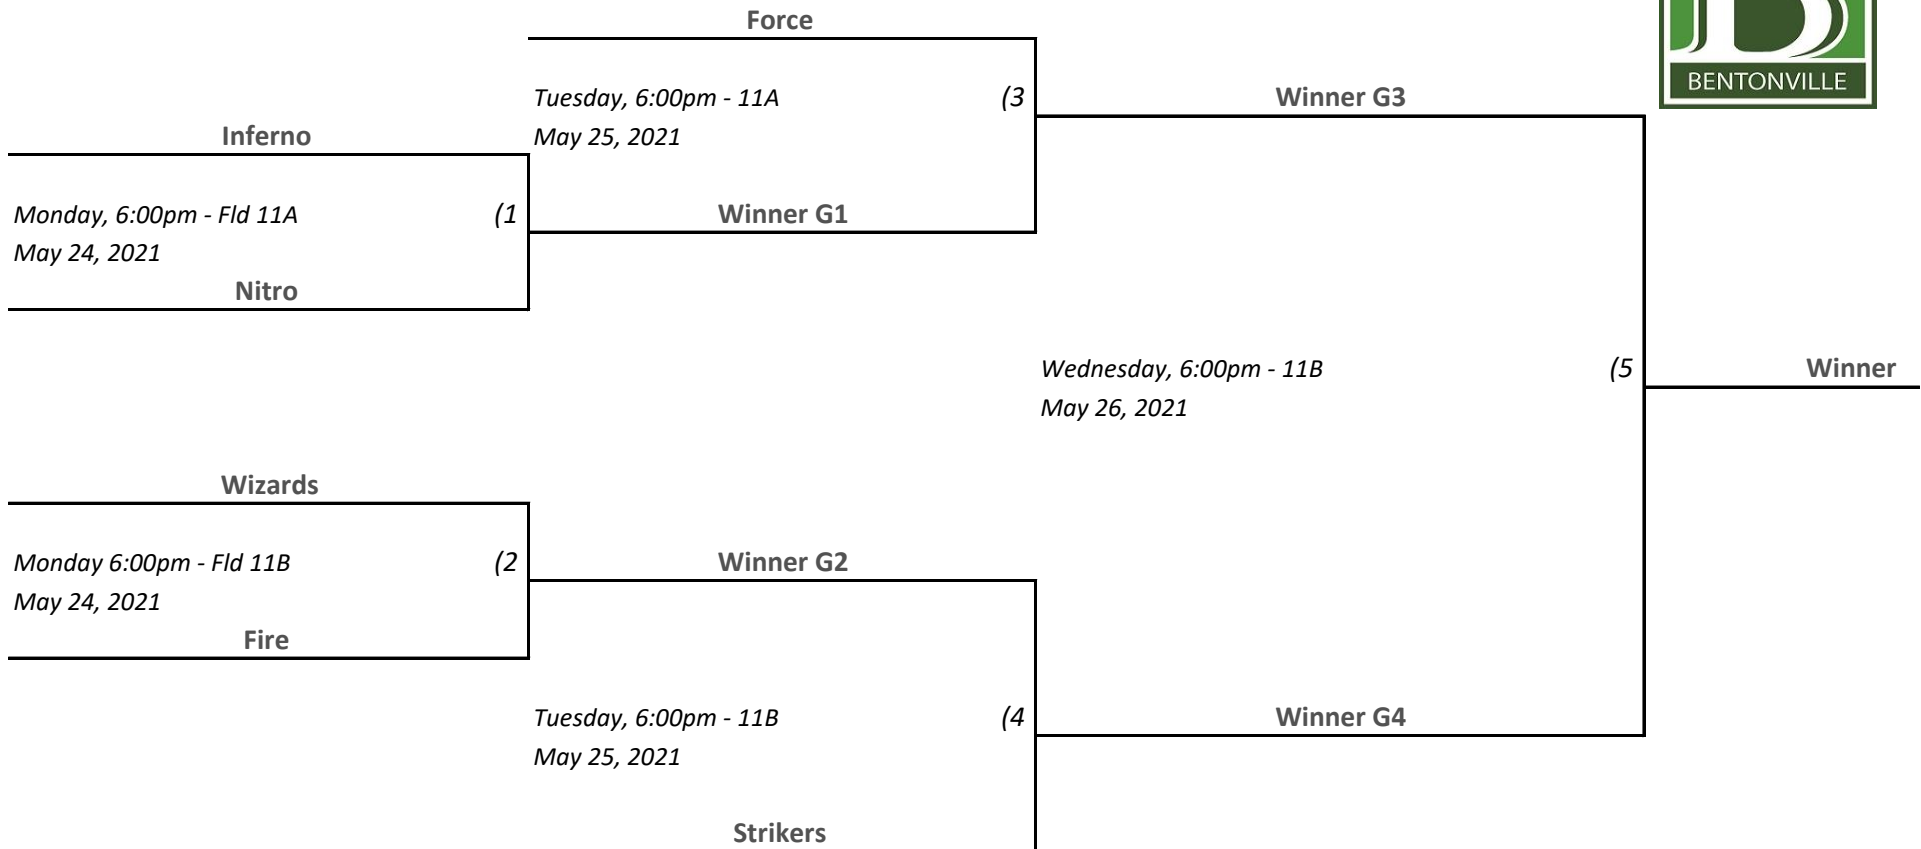 Force
Tuesday, 6:00pm - 11A (3
May 25, 2021
Winner G3
BENTONVILLE
Inferno
Monday, 6:00pm - Fld 11A (1
May 24, 2021
Nitro
Winner G1
Wednesday, 6:00pm - 11B (5
May 26, 2021
Winner
Wizards
Monday 6:00pm - Fld 11B (2
May 24, 2021
Fire
Winner G2
Tuesday, 6:00pm - 11B (4
May 25, 2021
Winner G4
Strikers